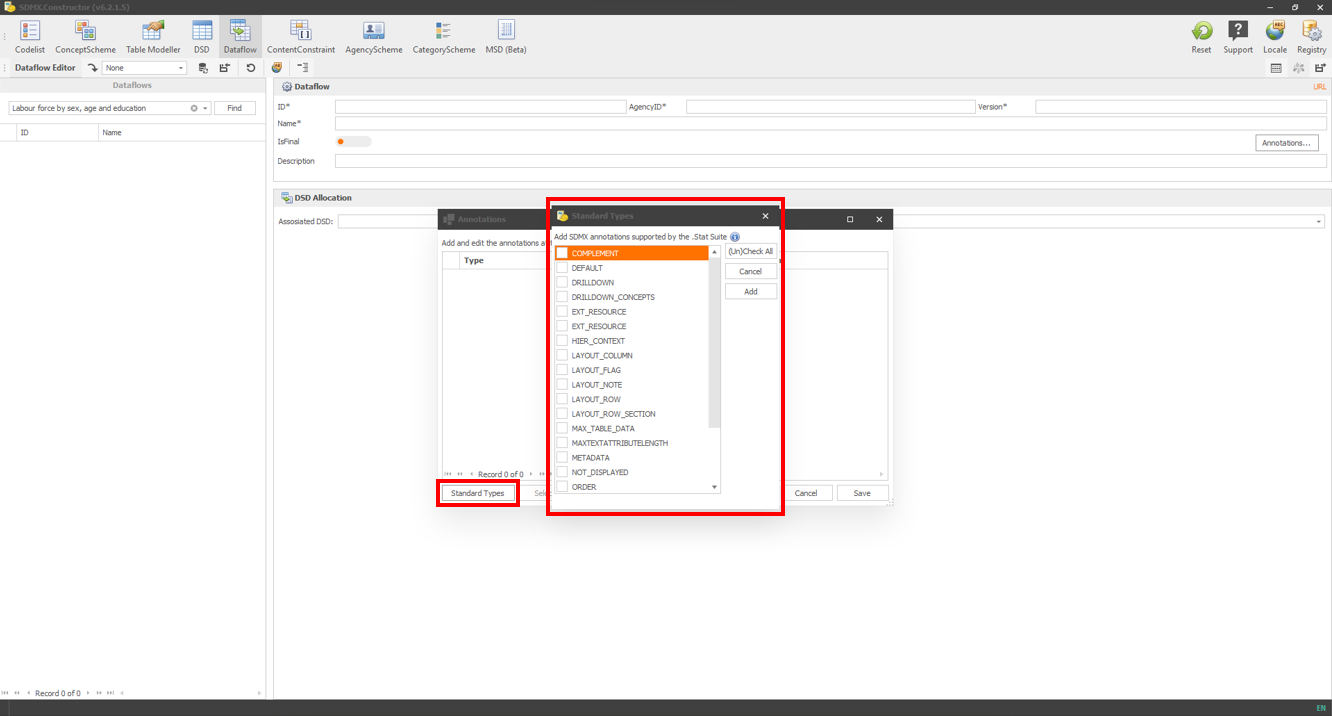 SDMX.Constructor (v6.2.1.5)
Codelist ConceptScheme Table Modeller DSD Dataflow ContentConstraint AgencyScheme CategoryScheme MSD (Beta) Reset Support Locale Registry
Dataflow Editor None
Dataflows
Labour force by sex, age and education Find
ID Name
Record 0 of 0
Dataflow URL
ID* AgencyID* Version*
Name*
IsFinal
Annotations...
Description
DSD Allocation
Assosiated DSD:
Annotations
Add and edit the annotations
Type
Record 0 of 0
Standard Types
Cancel Save
Standard Types
Add SDMX annotations supported by the .Stat Suite
COMPLEMENT
DEFAULT
DRILLDOWN
DRILLDOWN_CONCEPTS
EXT_RESOURCE
EXT_RESOURCE
HIER_CONTEXT
LAYOUT_COLUMN
LAYOUT_FLAG
LAYOUT_NOTE
LAYOUT_ROW
LAYOUT_ROW_SECTION
MAX_TABLE_DATA
MAXTEXTATTRIBUTELENGTH
METADATA
NOT_DISPLAYED
ORDER
(Un)Check All
Cancel
Add
EN